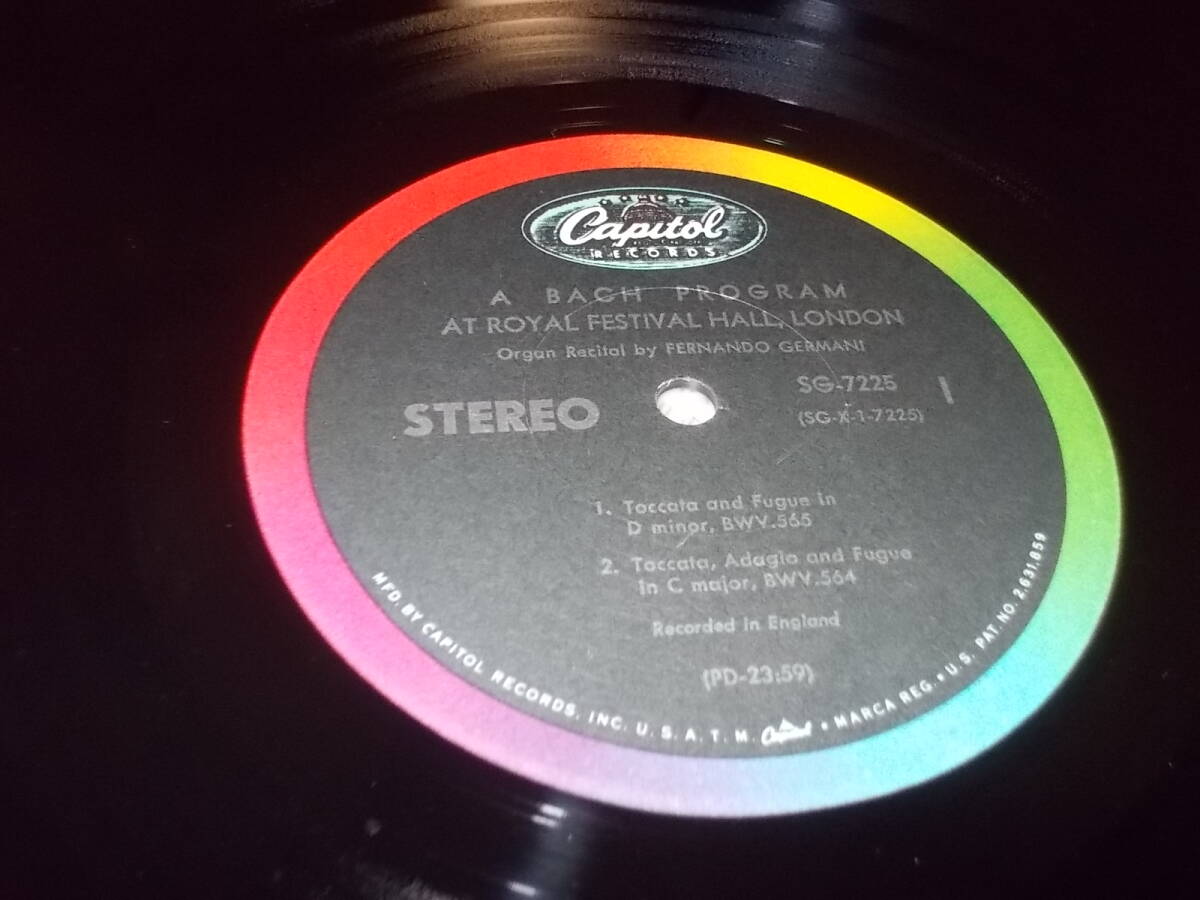 Capitol
RECORDS
A BACH PROGRAM
AT ROYAL FESTIVAL HALL, LONDON
Organ Recital by FERNANDO GERMANI
STEREO
SG-7225 1
(SG-X-1-7225)
1. Toccata and Fugue in
D minor, BWV.565
2. Toccata, Adagio and Fugue
in C major, BWV.564
Recorded in England
(PD-23:59)
MFD. BY CAPITOL RECORDS, INC. U. S. A. T. M. Capitol • MARCA REG. • U.S. PAT. NO. 2,631,859